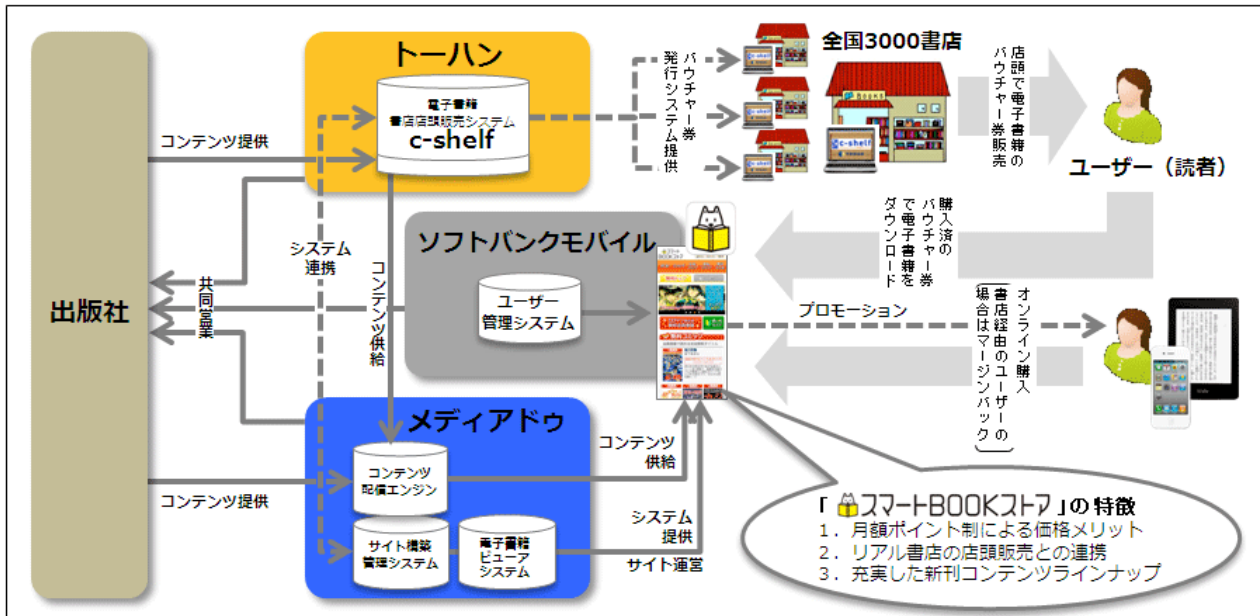 トーハン
電子書籍
書店店頭販売システム
c-shelf
バウチャー券
発行システム提供
全国3000書店
Books
c-shelf
店頭で電子書籍の
バウチャー券販売
ユーザー（読者）
コンテンツ提供
システム
連携
コンテンツ供給
共同営業
出版社
ソフトバンクモバイル
ユーザー
管理システム
スマート
BOOKストア
購入済の
バウチャー券
で電子書籍を
ダウンロード
プロモーション
オンライン購入
書店経由のユーザーの
場合はマージンバック
メディアドゥ
コンテンツ
配信エンジン
コンテンツ
供給
コンテンツ提供
サイト構築
管理システム
電子書籍
ビューア
システム
システム
提供
サイト運営
「スマートBOOKストア」の特徴
1．月額ポイント制による価格メリット
2．リアル書店の店頭販売との連携
3．充実した新刊コンテンツラインナップ